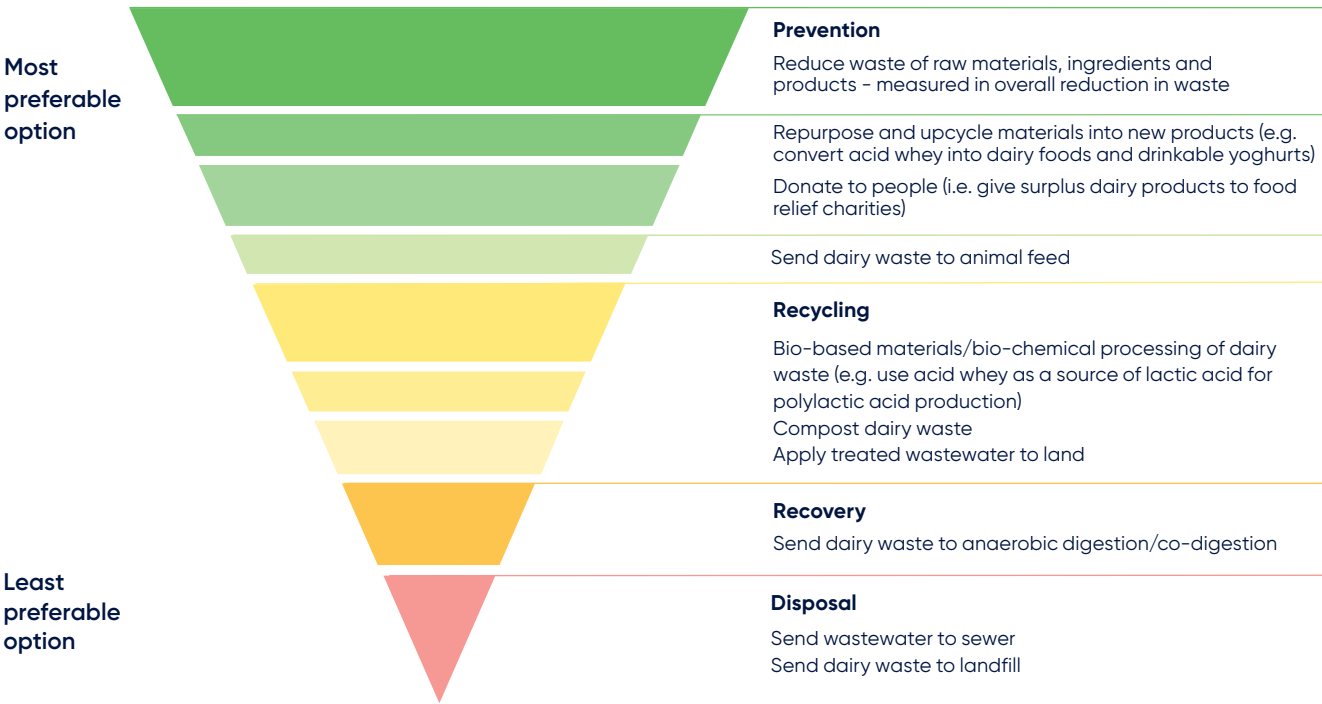 Most
preferable
option
Prevention
Reduce waste of raw materials, ingredients and
products - measured in overall reduction in waste
Repurpose and upcycle materials into new products (e.g.
convert acid whey into dairy foods and drinkable yoghurts)
Donate to people (i.e. give surplus dairy products to food
relief charities)
Send dairy waste to animal feed
Recycling
Bio-based materials/bio-chemical processing of dairy
waste (e.g. use acid whey as a source of lactic acid for
polylactic acid production)
Compost dairy waste
Apply treated wastewater to land
Recovery
Send dairy waste to anaerobic digestion/co-digestion
Least
preferable
option
Disposal
Send wastewater to sewer
Send dairy waste to landfill